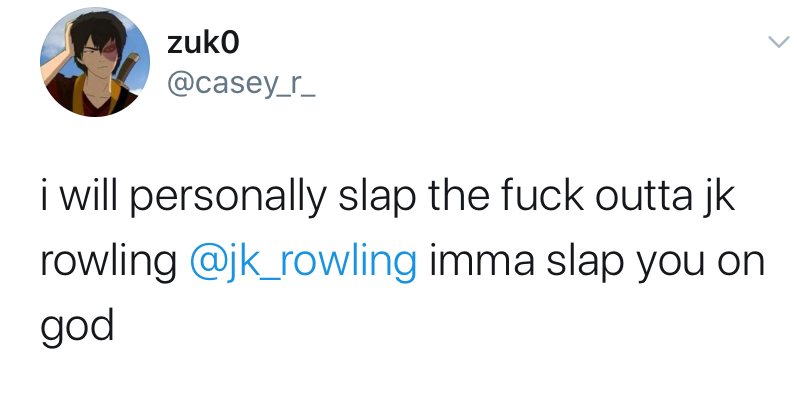 zuk0
@casey_r_
i will personally slap the fuck outta jk
rowling @jk_rowling imma slap you on
god